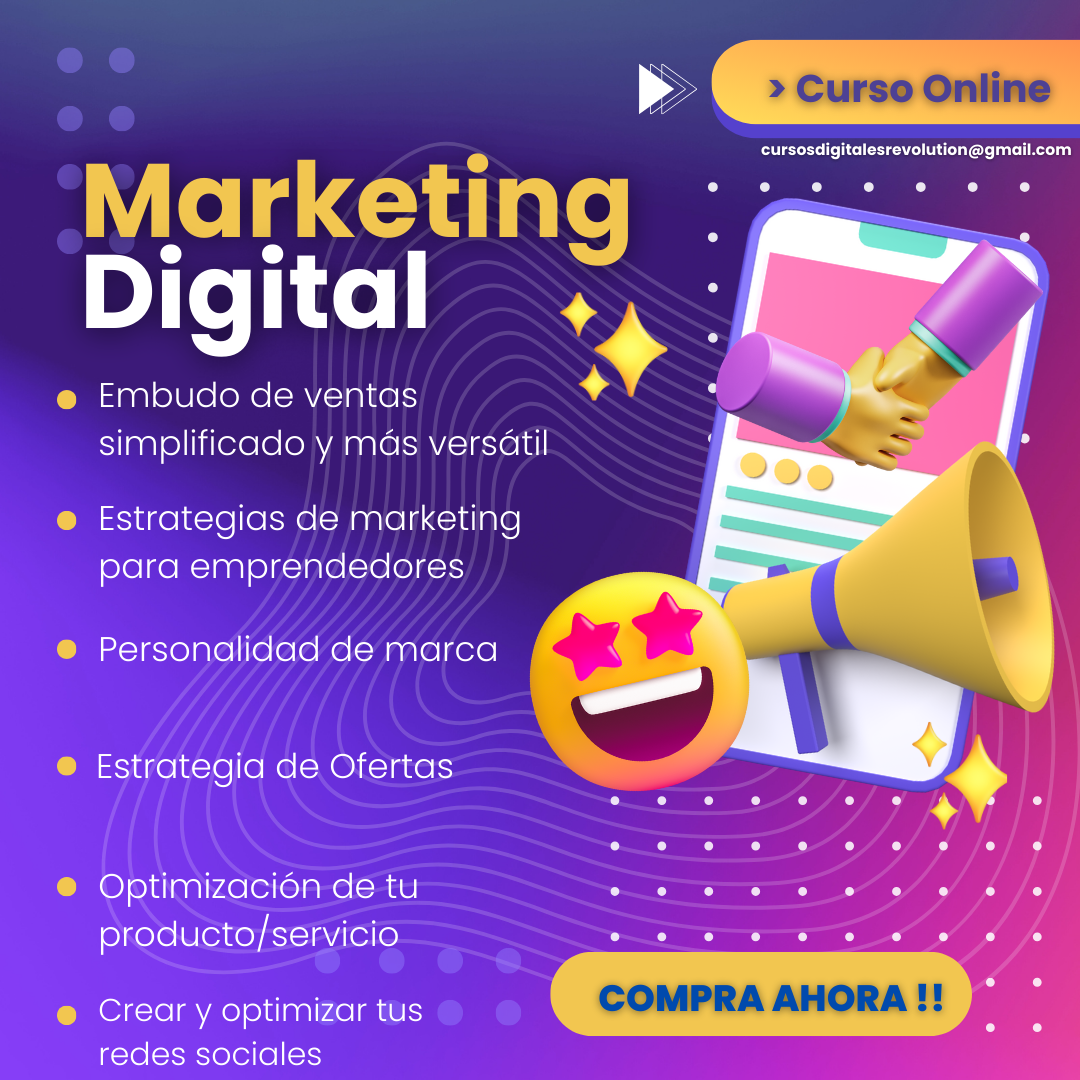 > Curso Online
cursosdigitalesrevolution@gmail.com
Marketing
Digital
Embudo de ventas
simplificado y más versátil
Estrategias de marketing
para emprendedores
Personalidad de marca
Estrategia de Ofertas
Optimización de tu
producto/servicio
Crear y optimizar tus
redes sociales
COMPRA AHORA !!